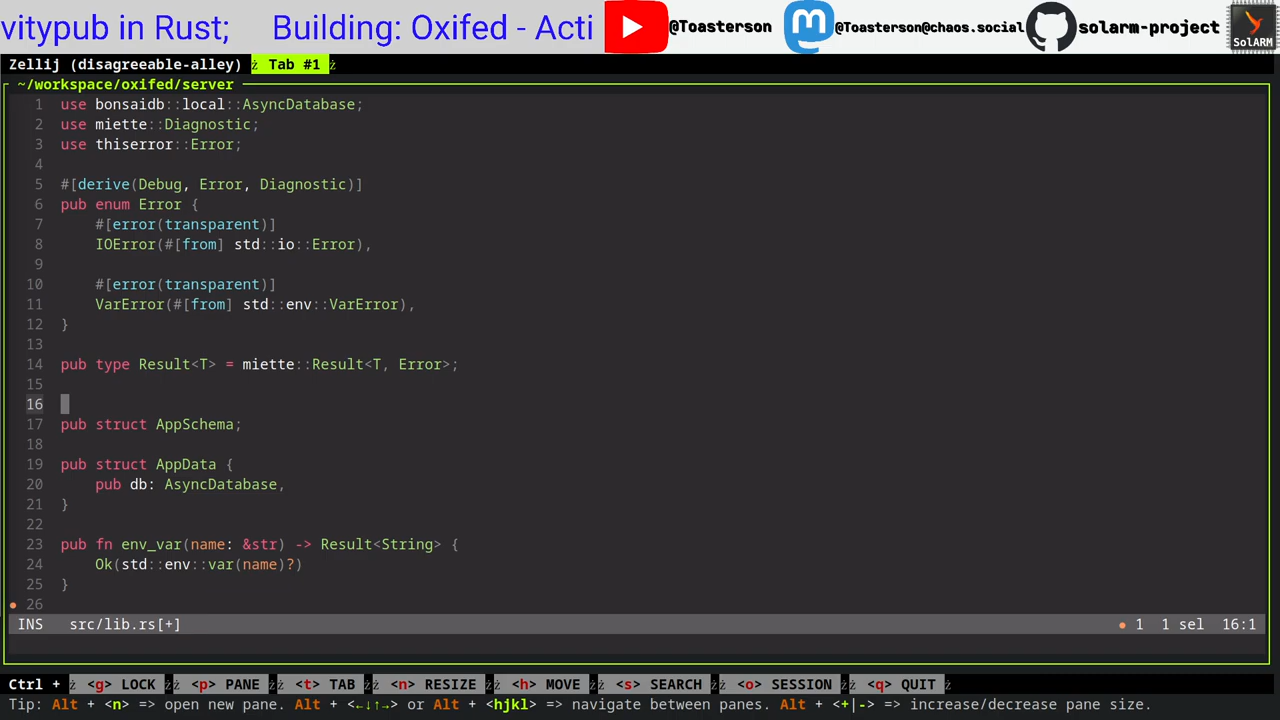 vitypub in Rust;     Building: Oxifed - Acti
@Toasterson
@Toasterson@chaos.social
solarm-project
SolARM
Zellij (disagreeable-alley)  Tab #1
~/workspace/oxifed/server
1 use bonsaidb::local::AsyncDatabase;
2 use miette::Diagnostic;
3 use thiserror::Error;
4
5 #[derive(Debug, Error, Diagnostic)]
6 pub enum Error {
7     #[error(transparent)]
8     IOError(#[from] std::io::Error),
9
10     #[error(transparent)]
11     VarError(#[from] std::env::VarError),
12 }
13
14 pub type Result<T> = miette::Result<T, Error>;
15
16
17 pub struct AppSchema;
18
19 pub struct AppData {
20     pub db: AsyncDatabase,
21 }
22
23 pub fn env_var(name: &str) -> Result<String> {
24     Ok(std::env::var(name)?)
25 }
● 26
INS   src/lib.rs[+]   ● 1  1 sel  16:1
Ctrl + ż <g> LOCK ż <p> PANE ż <t> TAB ż <n> RESIZE ż <h> MOVE ż <s> SEARCH ż <o> SESSION ż <q> QUIT ż
Tip: Alt + <n> => open new pane. Alt + <←↓↑→> or Alt + <hjkl> => navigate between panes. Alt + <+|-> => increase/decrease pane size.